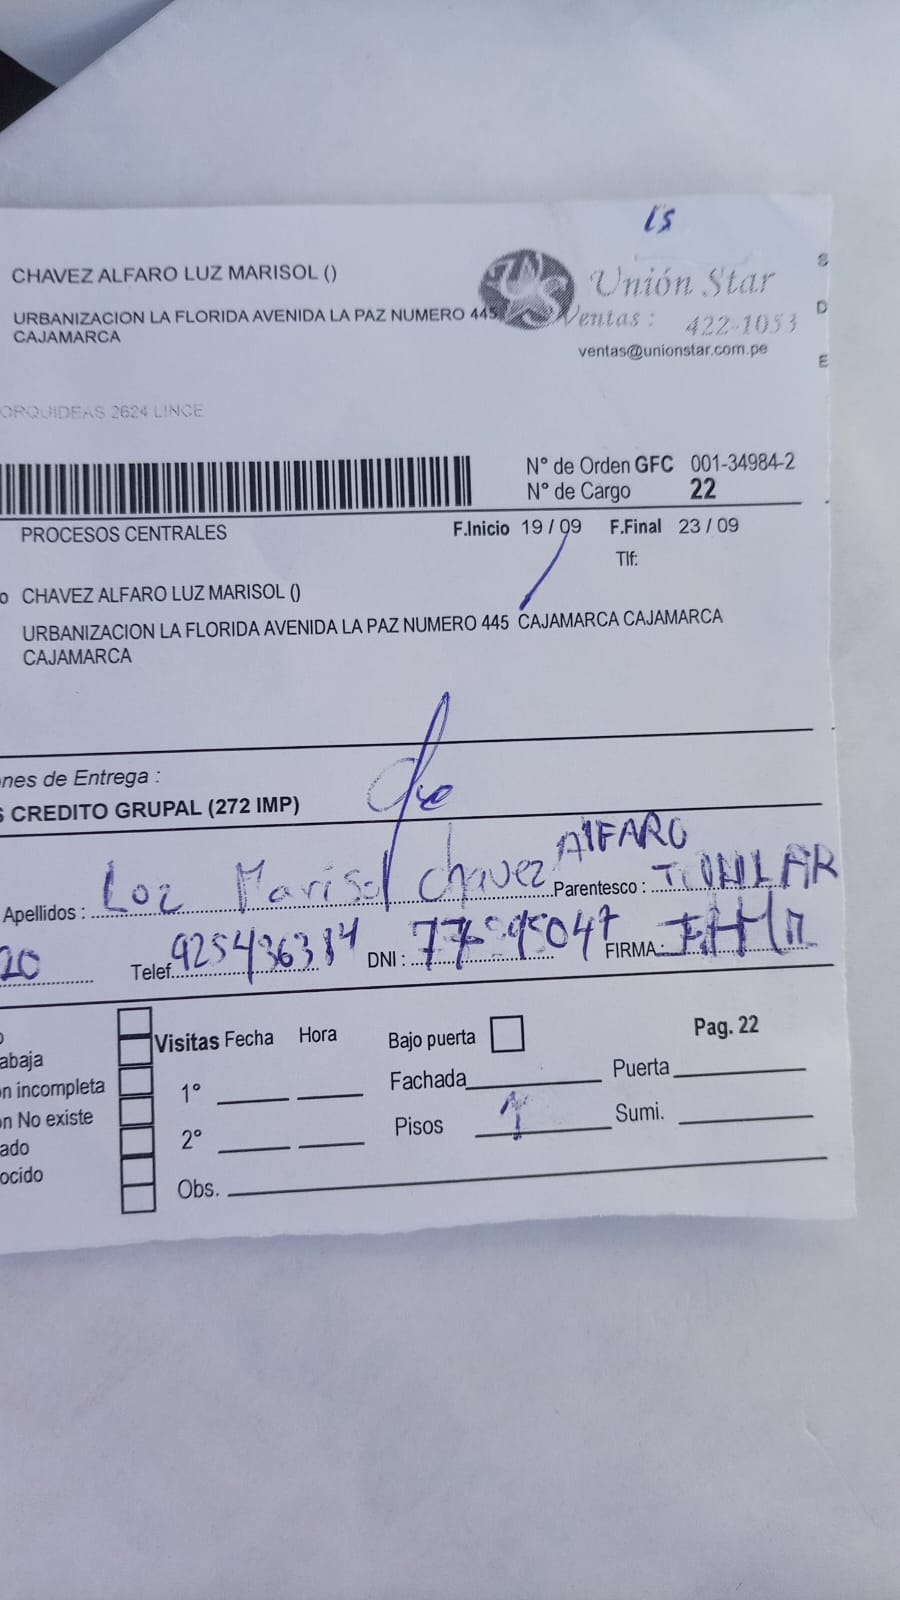 CHAVEZ ALFARO LUZ MARISOL ()
URBANIZACION LA FLORIDA AVENIDA LA PAZ NUMERO 445
CAJAMARCA
Unión Star
Ventas : 422-1053
ventas@unionstar.com.pe
S
D
E
ORQUIDEAS 2624 LINCE
N° de Orden GFC 001-34984-2
N° de Cargo 22
PROCESOS CENTRALES F.Inicio 19 / 09 F.Final 23 / 09
Tlf:
o CHAVEZ ALFARO LUZ MARISOL ()
URBANIZACION LA FLORIDA AVENIDA LA PAZ NUMERO 445 CAJAMARCA CAJAMARCA
CAJAMARCA
nes de Entrega :
S CREDITO GRUPAL (272 IMP)
Apellidos : Loz Marisol Chavez AlFARO Parentesco :
20 Telef. DNI : FIRMA:
Visitas Fecha Hora Bajo puerta Pag. 22
abaja
n incompleta 1° Fachada Puerta
n No existe
ado 2° Pisos 1 Sumi.
ocido
Obs.